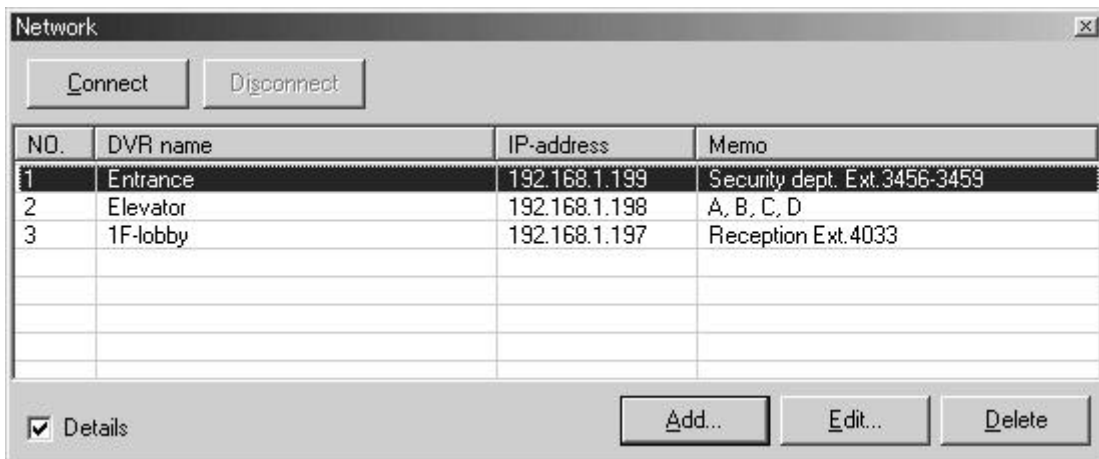 Network
Connect Disconnect
NO. DVR name IP-address Memo
1 Entrance 192.168.1.199 Security dept. Ext.3456-3459
2 Elevator 192.168.1.198 A, B, C, D
3 1F-lobby 192.168.1.197 Reception Ext.4033
Details Add... Edit... Delete